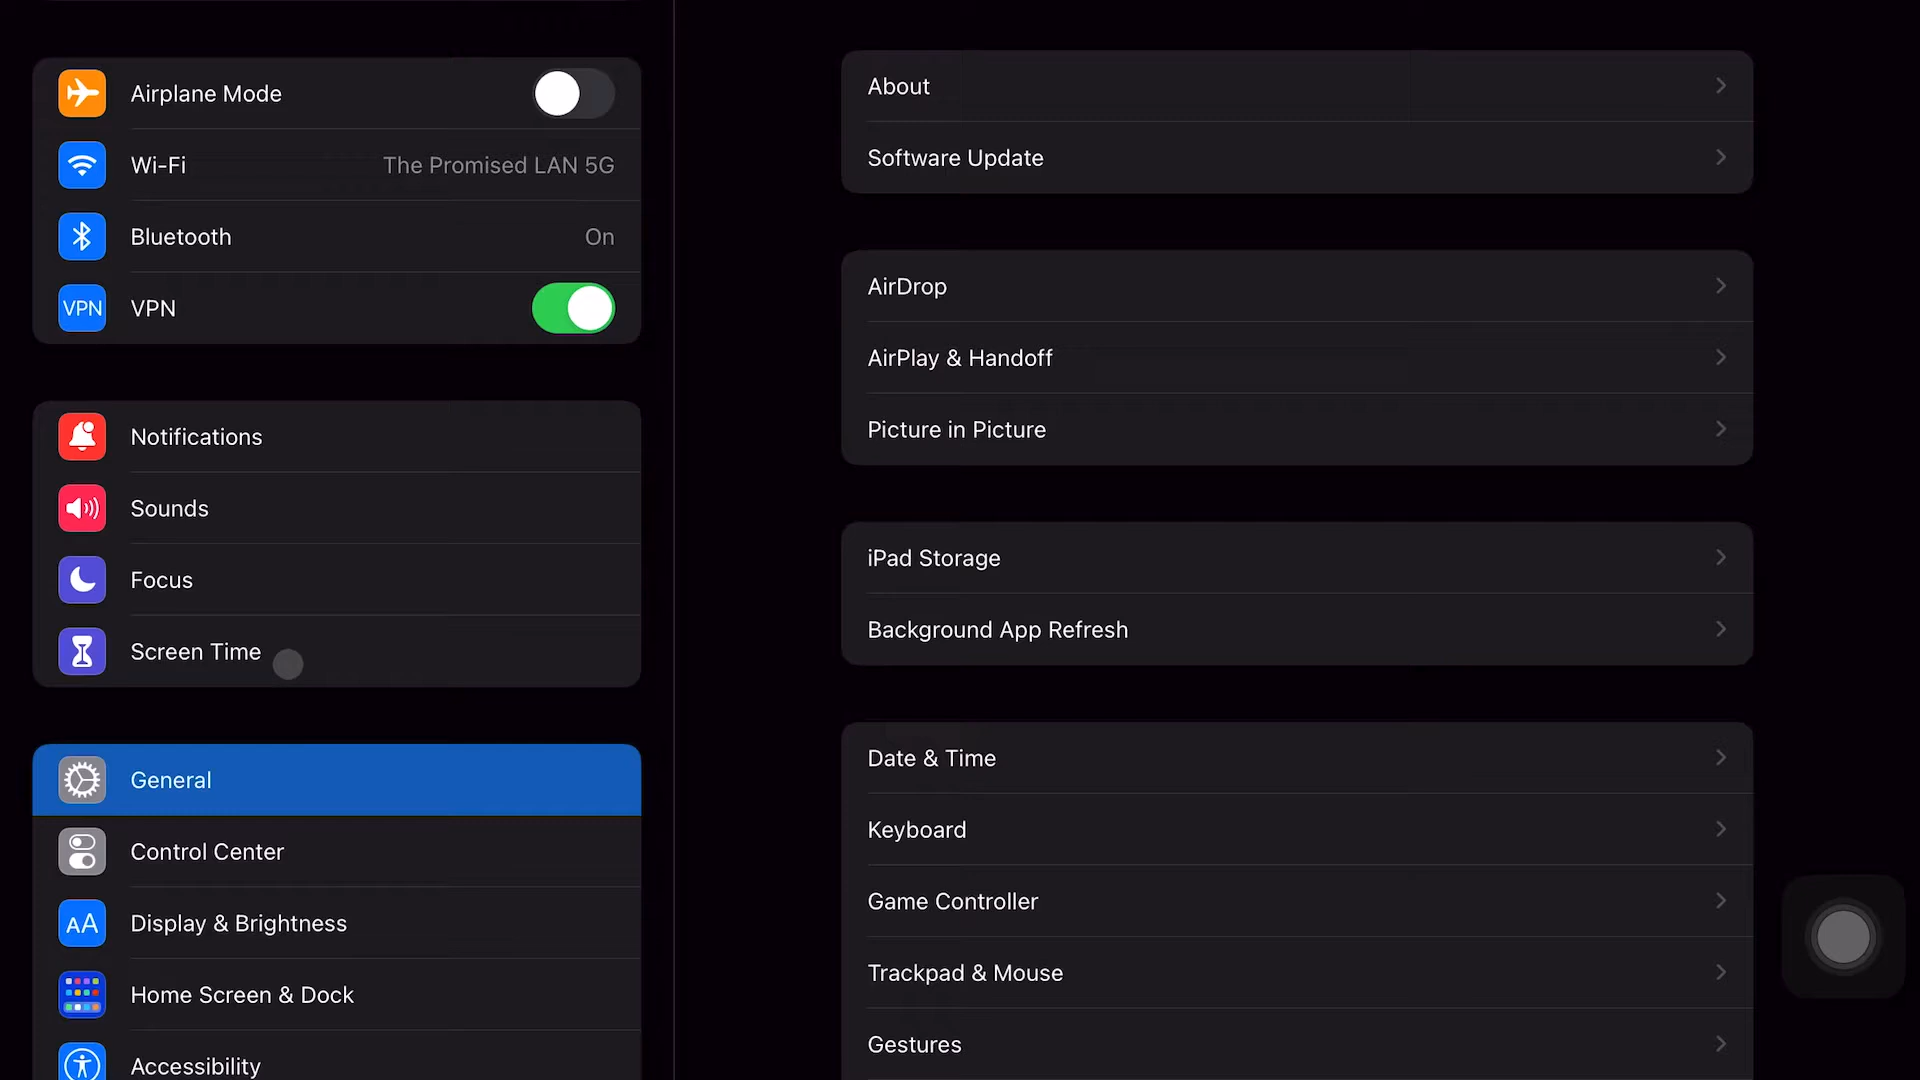 Airplane Mode
Wi-Fi The Promised LAN 5G
Bluetooth On
VPN VPN
Notifications
Sounds
Focus
Screen Time
General
Control Center
AA Display & Brightness
Home Screen & Dock
Accessibility
About
Software Update
AirDrop
AirPlay & Handoff
Picture in Picture
iPad Storage
Background App Refresh
Date & Time
Keyboard
Game Controller
Trackpad & Mouse
Gestures